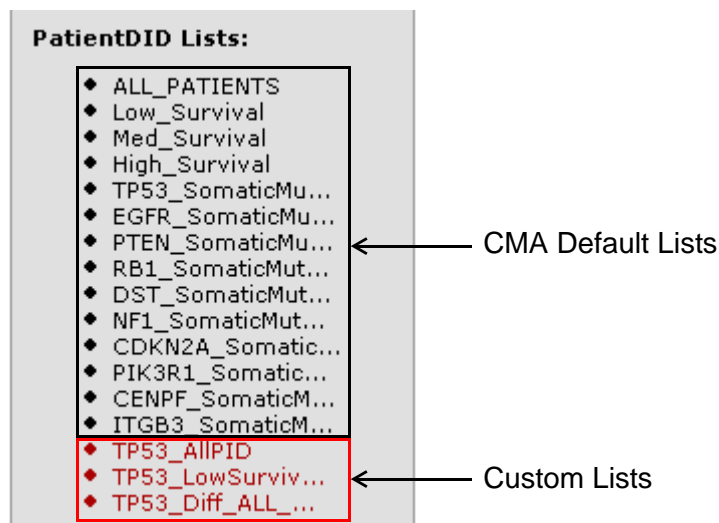 PatientDID Lists:
ALL_PATIENTS
Low_Survival
Med_Survival
High_Survival
TP53_SomaticMu...
EGFR_SomaticMu...
PTEN_SomaticMu...
RB1_SomaticMut...
DST_SomaticMut...
NF1_SomaticMut...
CDKN2A_Somatic...
PIK3R1_Somatic...
CENPF_SomaticM...
ITGB3_SomaticM...
CMA Default Lists
TP53_AllPID
TP53_LowSurviv...
TP53_Diff_ALL_...
Custom Lists